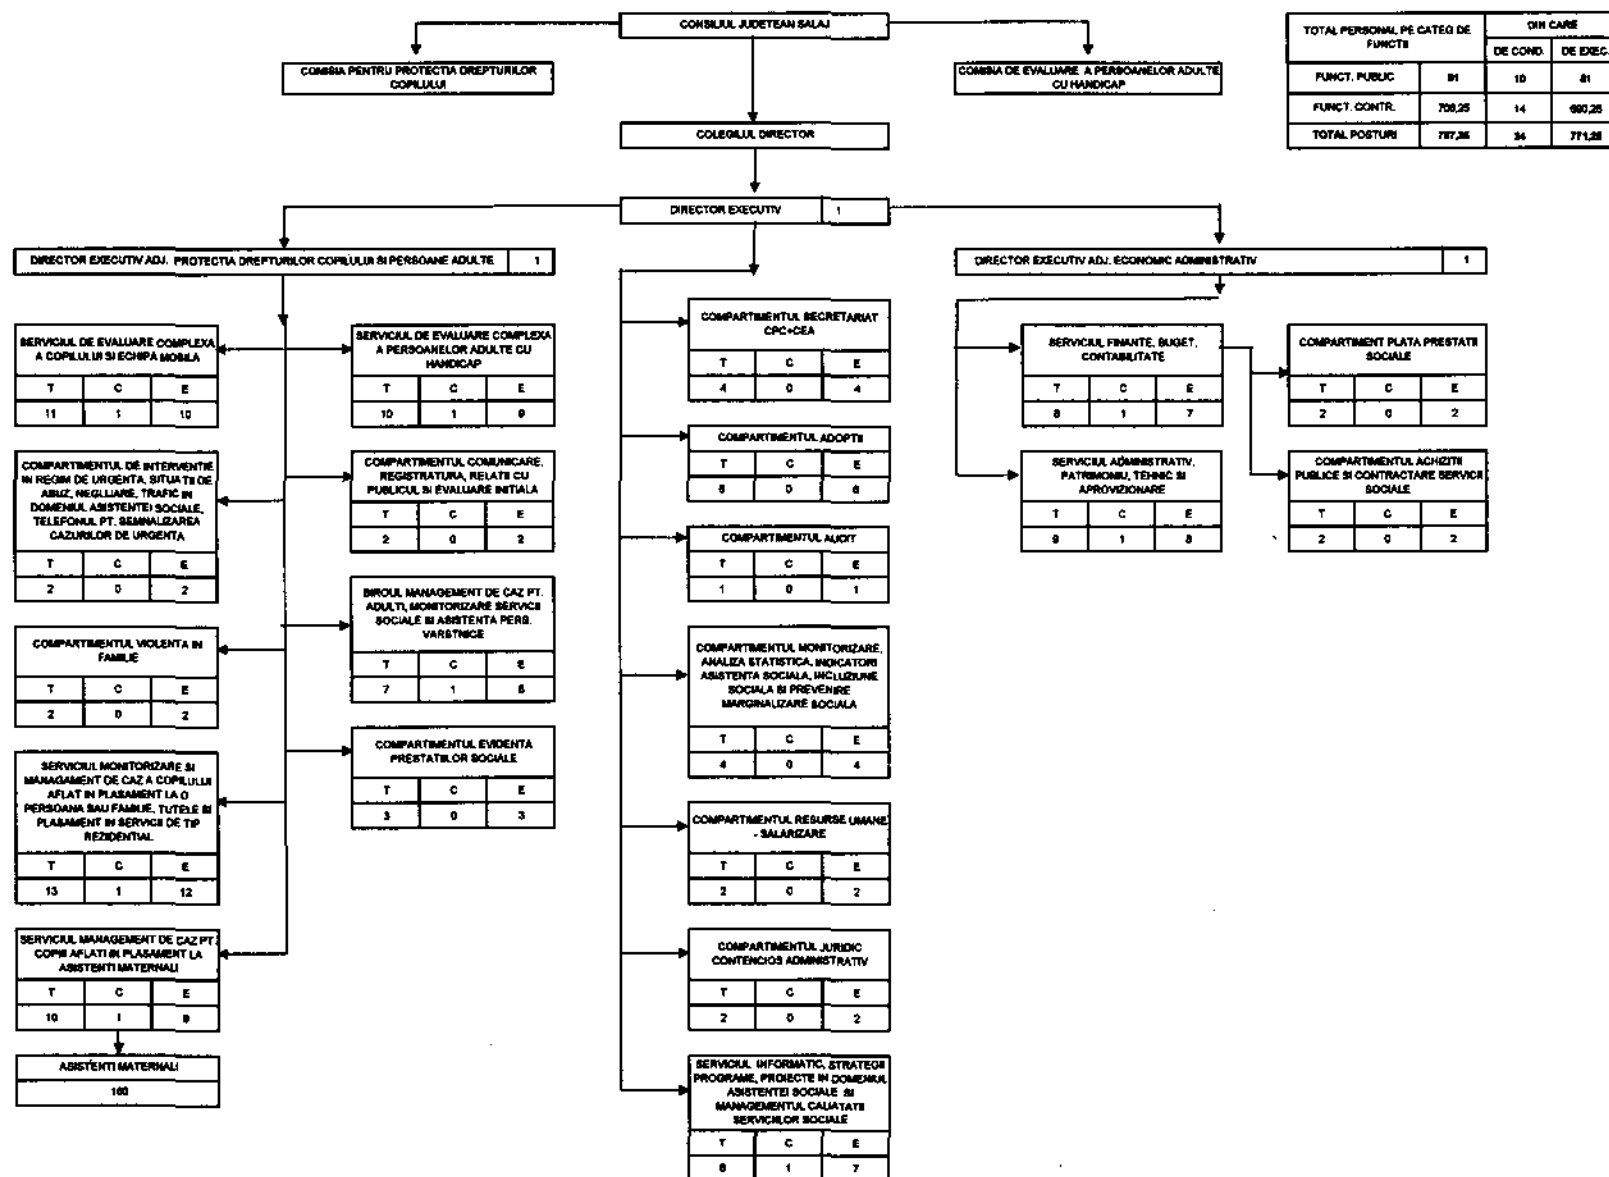 CONSILIUL JUDETEAN SALAJ
COMISIA PENTRU PROTECTIA DREPTURILOR
COPILULUI
COMISIA DE EVALUARE A PERSOANELOR ADULTE
CU HANDICAP
TOTAL PERSONAL PE CATEG DE
FUNCTII
DIN CARE
DE COND.
DE EXEC.
FUNCT. PUBLIC
91
10
81
FUNCT. CONTR.
14
TOTAL POSTURI
771,25
COLEGIUL DIRECTOR
DIRECTOR EXECUTIV
1
DIRECTOR EXECUTIV ADJ. PROTECTIA DREPTURILOR COPILULUI SI PERSOANE ADULTE
1
DIRECTOR EXECUTIV ADJ. ECONOMIC ADMINISTRATIV
1
SERVICIUL DE EVALUARE COMPLEXA
A COPILULUI SI ECHIPA MOBILA
T C E
11 1 10
COMPARTIMENTUL DE INTERVENTIE
IN REGIM DE URGENTA, SITUATII DE
ABUZ, NEGLIJARE, TRAFIC IN
DOMENIUL ASISTENTEI SOCIALE,
TELEFONUL PT. SEMNALIZAREA
CAZURILOR DE URGENTA
T C E
2 0 2
COMPARTIMENTUL VIOLENTA IN
FAMILIE
T C E
2 0 2
SERVICIUL MONITORIZARE SI
MANAGAMENT DE CAZ A COPILULUI
AFLAT IN PLASAMENT LA O
PERSOANA SAU FAMILIE, TUTELE SI
PLASAMENT IN SERVICII DE TIP
REZIDENTIAL
T C E
13 1 12
SERVICIUL MANAGEMENT DE CAZ PT.
COPIII AFLATI IN PLASAMENT LA
ASISTENTI MATERNALI
T C E
10 1 9
ASISTENTI MATERNALI
160
SERVICIUL DE EVALUARE COMPLEXA
A PERSOANELOR ADULTE CU
HANDICAP
T C E
10 1 9
COMPARTIMENTUL COMUNICARE,
REGISTRATURA, RELATII CU
PUBLICUL SI EVALUARE INITIALA
T C E
2 0 2
BIROUL MANAGEMENT DE CAZ PT.
ADULTI, MONITORIZARE SERVICII
SOCIALE SI ASISTENTA PERS.
VARSTNICE
T C E
7 1 6
COMPARTIMENTUL EVIDENTA
PRESTATIILOR SOCIALE
T C E
3 0 3
COMPARTIMENTUL SECRETARIAT
CPC+CEA
T C E
4 0 4
COMPARTIMENTUL ADOPTII
T C E
6 0 6
COMPARTIMENTUL AUDIT
T C E
1 0 1
COMPARTIMENTUL MONITORIZARE,
ANALIZA STATISTICA, INDICATORI
ASISTENTA SOCIALA, INCLUZIUNE
SOCIALA SI PREVENIRE
MARGINALIZARE SOCIALA
T C E
4 0 4
COMPARTIMENTUL RESURSE UMANE
- SALARIZARE
T C E
2 0 2
COMPARTIMENTUL JURIDIC
CONTENCIOS ADMINISTRATIV
T C E
2 0 2
SERVICIUL INFORMATIC, STRATEGII
PROGRAME, PROIECTE IN DOMENIUL
ASISTENTEI SOCIALE SI
MANAGEMENTUL CALITATII
SERVICIILOR SOCIALE
T C E
8 1 7
SERVICIUL FINANTE, BUGET,
CONTABILITATE
T C E
8 1 7
SERVICIUL ADMINISTRATIV,
PATRIMONIU, TEHNIC SI
APROVIZIONARE
T C E
9 1 8
COMPARTIMENT PLATA PRESTATII
SOCIALE
T C E
2 0 2
COMPARTIMENTUL ACHIZITII
PUBLICE SI CONTRACTARE SERVICII
SOCIALE
T C E
2 0 2